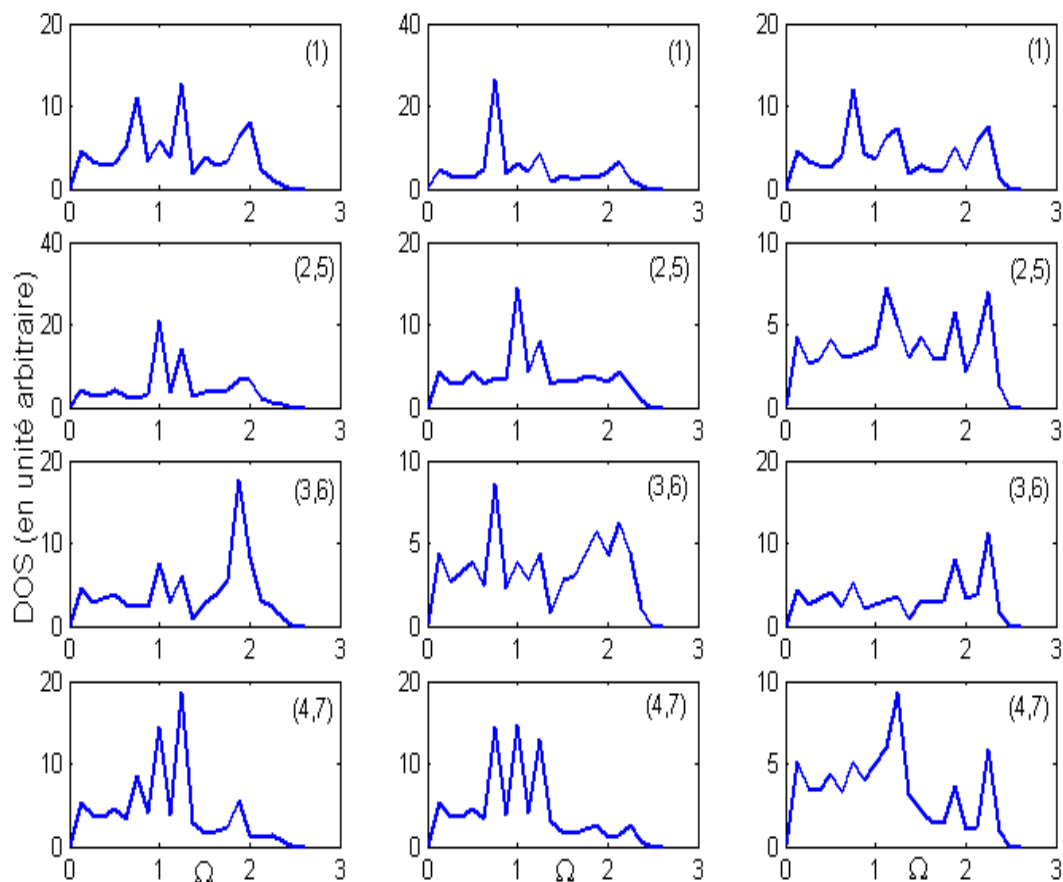 20 40 20
(1) (1) (1)
10 20 10
0 0 0
0 1 2 3 0 1 2 3 0 1 2 3
40 20 10
(2,5) (2,5) (2,5)
20 10 5
0 0 0
0 1 2 3 0 1 2 3 0 1 2 3
20 10 20
(3,6) (3,6) (3,6)
10 5 10
0 0 0
0 1 2 3 0 1 2 3 0 1 2 3
20 20 10
(4,7) (4,7) (4,7)
10 10 5
0 0 0
0 1 2 3 0 1 2 3 0 1 2 3
Ω Ω Ω
DOS (en unité arbitraire)